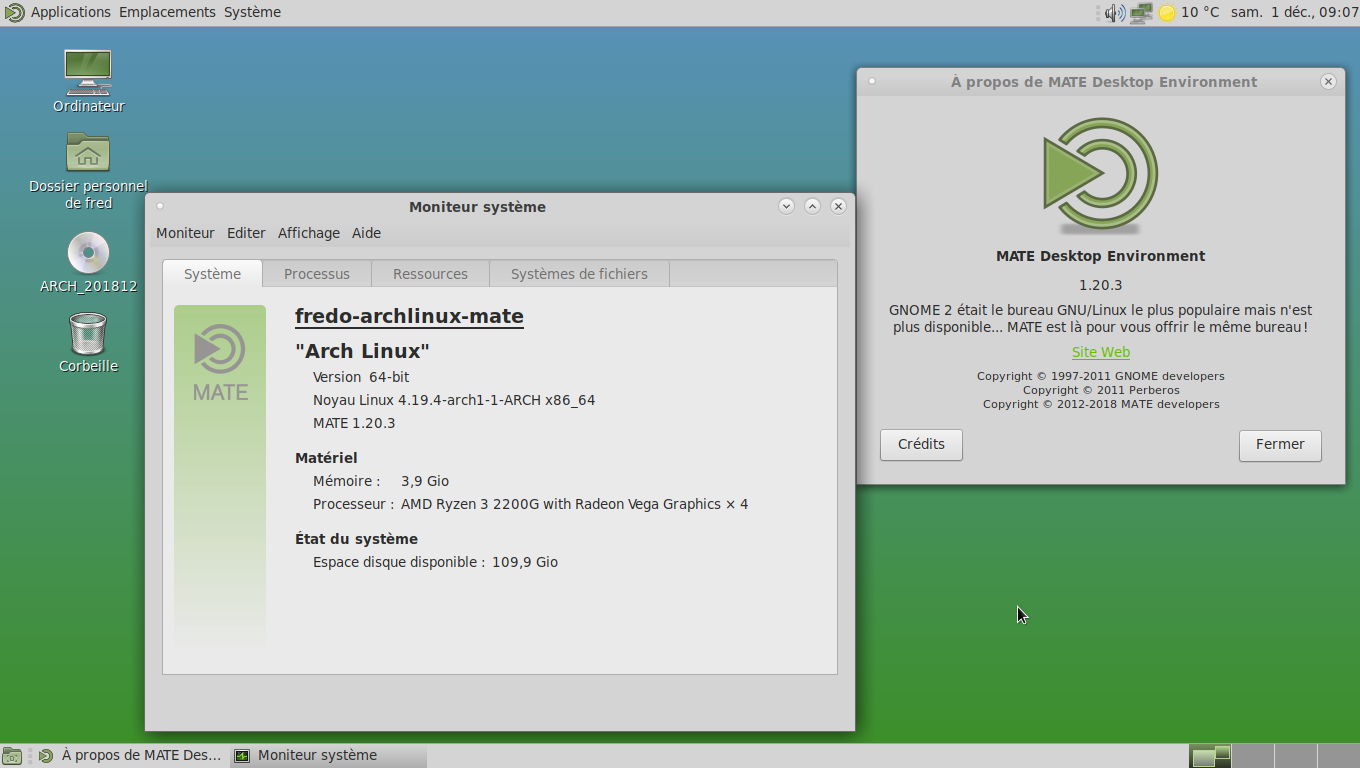 Applications Emplacements Système
10 °C sam. 1 déc., 09:07
Ordinateur
Dossier personnel
de fred
ARCH_201812
Corbeille
À propos de MATE Desktop Environment
MATE Desktop Environment
1.20.3
GNOME 2 était le bureau GNU/Linux le plus populaire mais n'est
plus disponible... MATE est là pour vous offrir le même bureau !
Site Web
Copyright © 1997-2011 GNOME developers
Copyright © 2011 Perberos
Copyright © 2012-2018 MATE developers
Crédits Fermer
Moniteur système
Moniteur Editer Affichage Aide
Système Processus Ressources Systèmes de fichiers
MATE
fredo-archlinux-mate
"Arch Linux"
Version 64-bit
Noyau Linux 4.19.4-arch1-1-ARCH x86_64
MATE 1.20.3
Matériel
Mémoire : 3,9 Gio
Processeur : AMD Ryzen 3 2200G with Radeon Vega Graphics × 4
État du système
Espace disque disponible : 109,9 Gio
À propos de MATE Des... Moniteur système